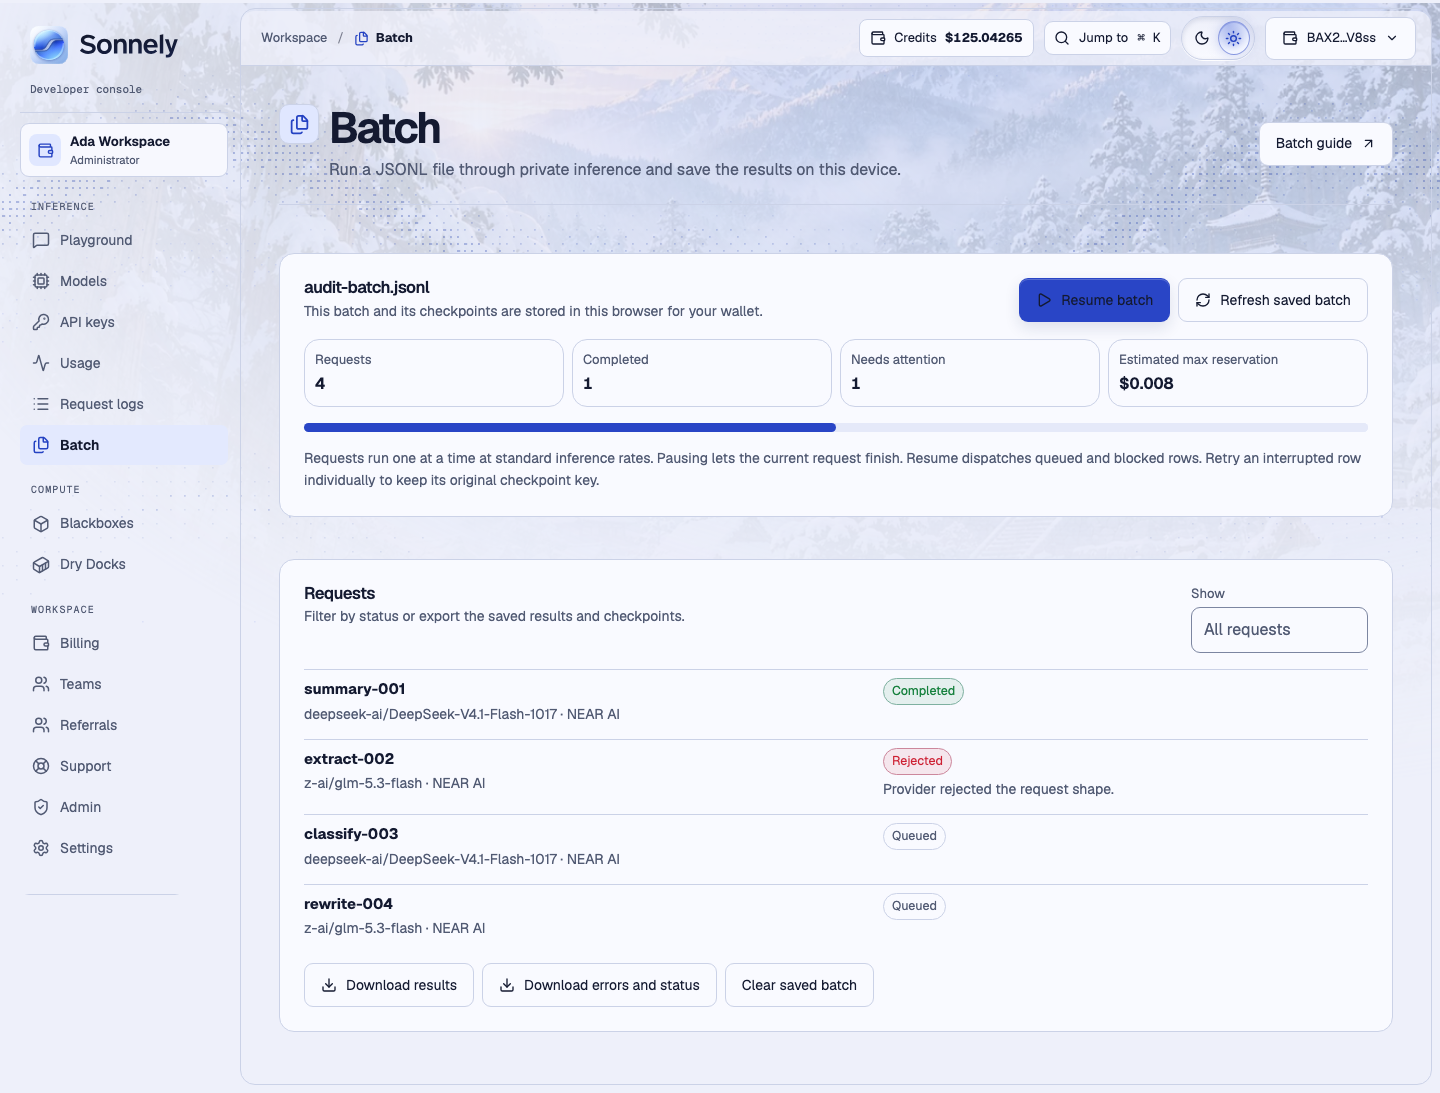 Sonnely
Developer console
Ada Workspace
Administrator
INFERENCE
Playground
Models
API keys
Usage
Request logs
Batch
COMPUTE
Blackboxes
Dry Docks
WORKSPACE
Billing
Teams
Referrals
Support
Admin
Settings
Workspace / Batch
Credits $125.04265
Jump to ⌘ K
BAX2…V8ss
Batch
Run a JSONL file through private inference and save the results on this device.
Batch guide
audit-batch.jsonl
This batch and its checkpoints are stored in this browser for your wallet.
Resume batch
Refresh saved batch
Requests
4
Completed
1
Needs attention
1
Estimated max reservation
$0.008
Requests run one at a time at standard inference rates. Pausing lets the current request finish. Resume dispatches queued and blocked rows. Retry an interrupted row
individually to keep its original checkpoint key.
Requests
Filter by status or export the saved results and checkpoints.
Show
All requests
summary-001
deepseek-ai/DeepSeek-V4.1-Flash-1017 · NEAR AI
Completed
extract-002
z-ai/glm-5.3-flash · NEAR AI
Rejected
Provider rejected the request shape.
classify-003
deepseek-ai/DeepSeek-V4.1-Flash-1017 · NEAR AI
Queued
rewrite-004
z-ai/glm-5.3-flash · NEAR AI
Queued
Download results
Download errors and status
Clear saved batch